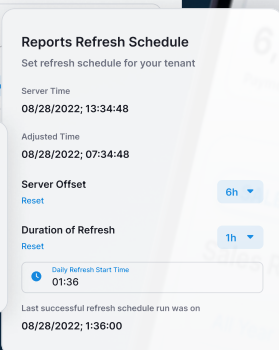 Reports Refresh Schedule
Set refresh schedule for your tenant
Server Time
08/28/2022; 13:34:48
Adjusted Time
08/28/2022; 07:34:48
Server Offset
6h
Reset
Duration of Refresh
1h
Reset
Daily Refresh Start Time
01:36
Last successful refresh schedule run was on
08/28/2022; 1:36:00